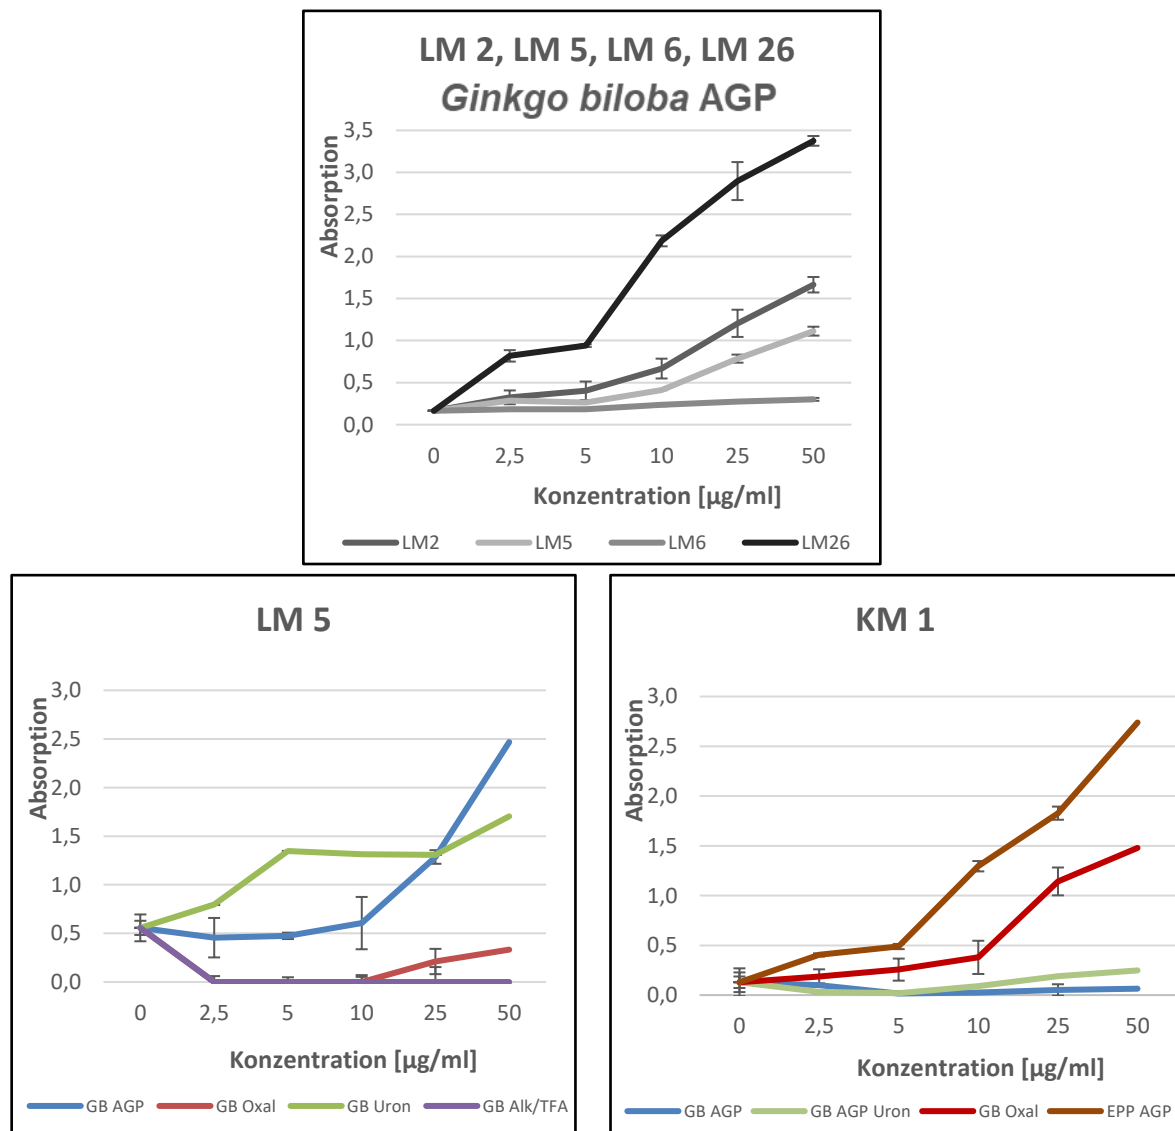 LM 2, LM 5, LM 6, LM 26
Ginkgo biloba AGP
Absorption
3,5
3,0
2,5
2,0
1,5
1,0
0,5
0,0
0 2,5 5 10 25 50
Konzentration [µg/ml]
LM2 LM5 LM6 LM26
LM 5
Absorption
3,0
2,5
2,0
1,5
1,0
0,5
0,0
0 2,5 5 10 25 50
Konzentration [µg/ml]
GB AGP GB Oxal GB Uron GB Alk/TFA
KM 1
Absorption
3,0
2,5
2,0
1,5
1,0
0,5
0,0
0 2,5 5 10 25 50
Konzentration [µg/ml]
GB AGP GB AGP Uron GB Oxal EPP AGP